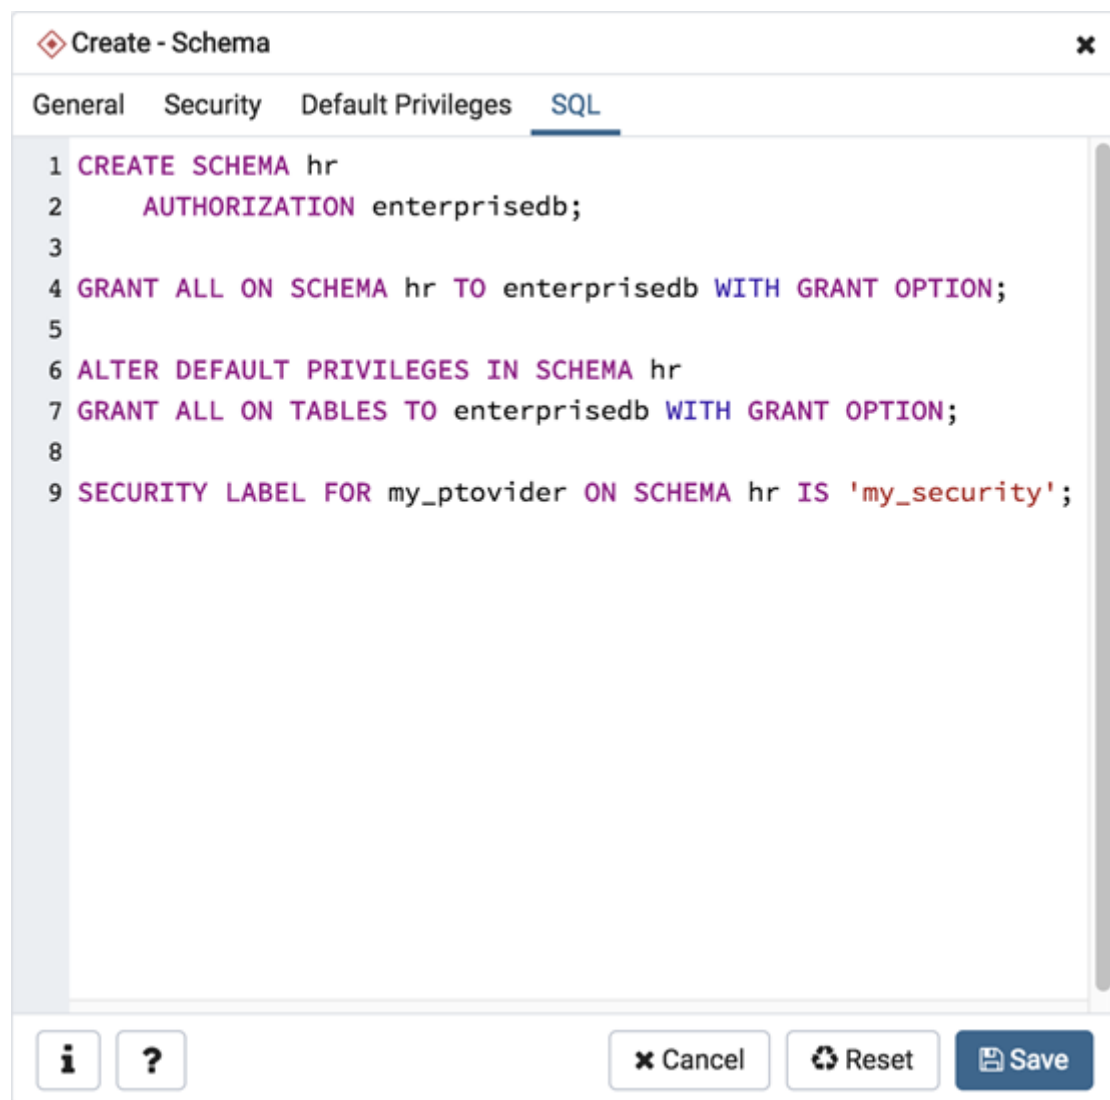 Create - Schema
General Security Default Privileges SQL
1 CREATE SCHEMA hr
2 AUTHORIZATION enterprisedb;
3
4 GRANT ALL ON SCHEMA hr TO enterprisedb WITH GRANT OPTION;
5
6 ALTER DEFAULT PRIVILEGES IN SCHEMA hr
7 GRANT ALL ON TABLES TO enterprisedb WITH GRANT OPTION;
8
9 SECURITY LABEL FOR my_ptovider ON SCHEMA hr IS 'my_security';
i ? Cancel Reset Save